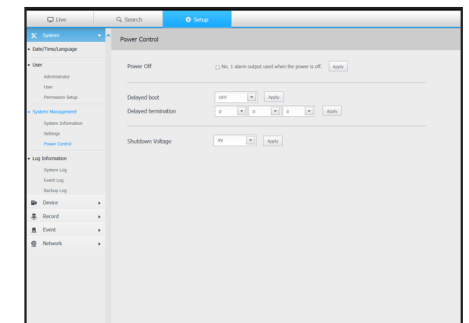 Live
Search
Setup
System
Power Control
Date/Time/Language
User
Administrator
User
Permission Setup
System Management
System Information
Settings
Power Control
Log Information
System Log
Event Log
Backup Log
Device
Record
Event
Network
Power Off
No. 1 alarm output used when the power is off.
Apply
Delayed boot
OFF
Apply
Delayed termination
0
0
0
Apply
Shutdown Voltage
9V
Apply